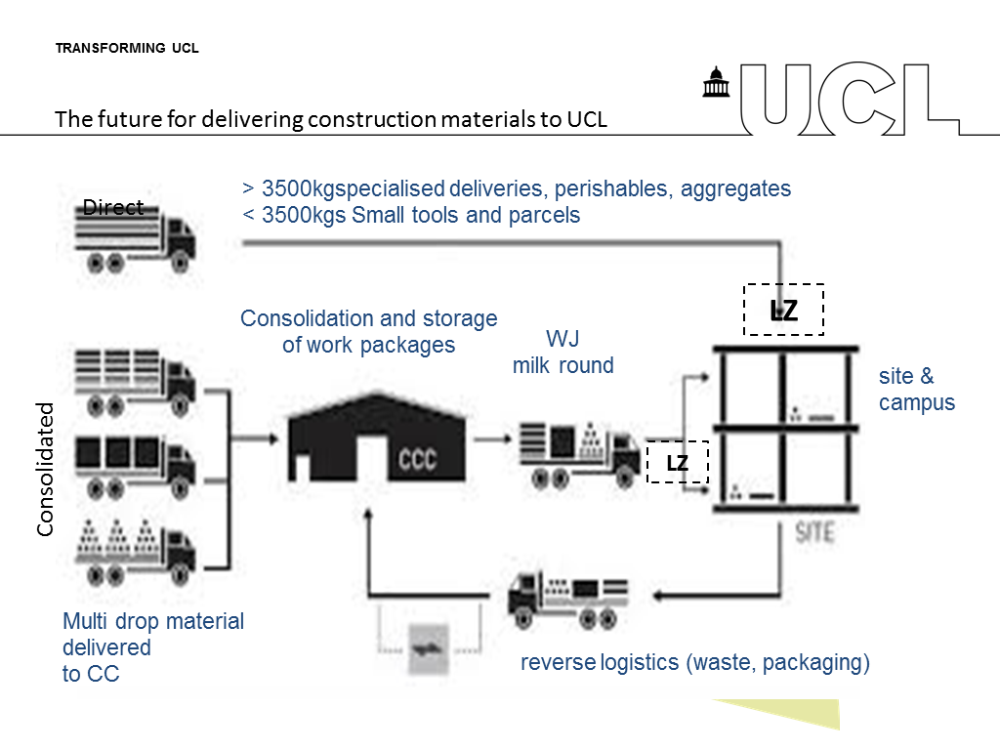 TRANSFORMING UCL
UCL
The future for delivering construction materials to UCL
> 3500kgspecialised deliveries, perishables, aggregates
< 3500kgs Small tools and parcels
Direct
LZ
Consolidation and storage
of work packages
WJ
milk round
site &
campus
Consolidated
CCC
LZ
SITE
Multi drop material
delivered
to CC
reverse logistics (waste, packaging)